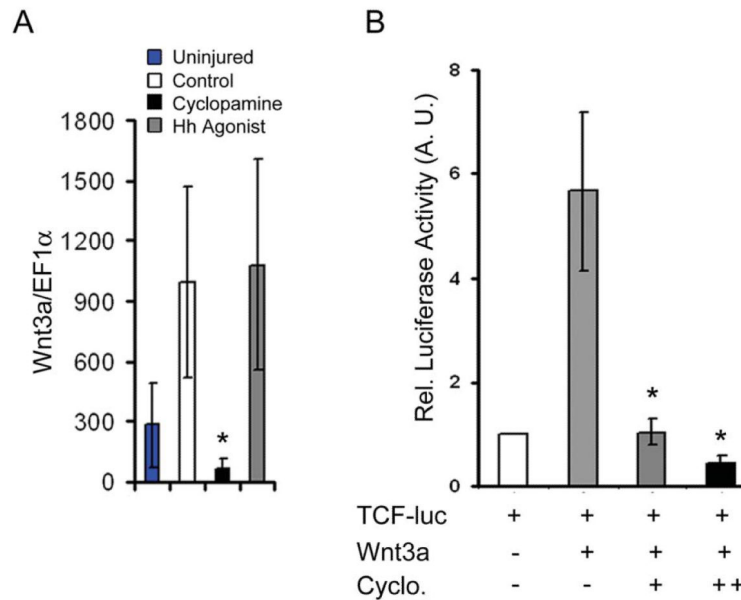 A
Uninjured
Control
Cyclopamine
Hh Agonist
1800
1500
1200
900
600
300
0
Wnt3a/EF1α
*
B
8
6
4
2
0
Rel. Luciferase Activity (A. U.)
*
*
TCF-luc + + + +
Wnt3a - + + +
Cyclo. - - + ++